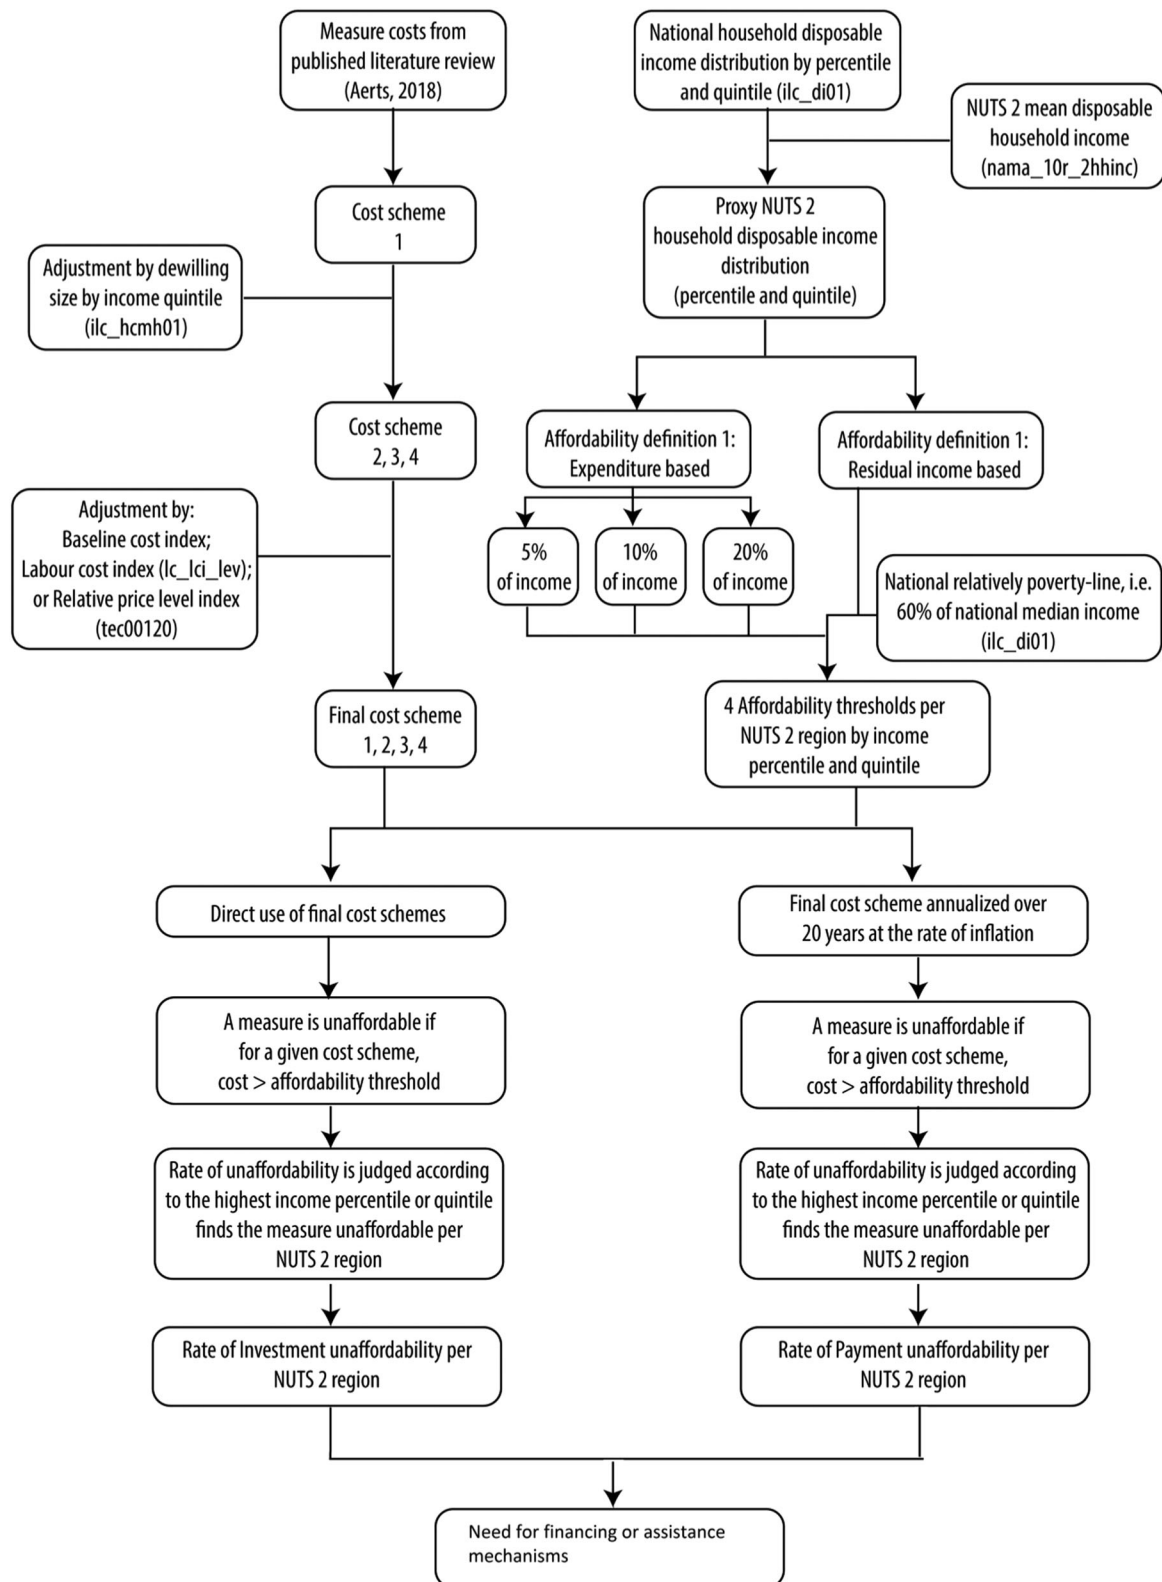 Measure costs from
published literature review
(Aerts, 2018)
National household disposable
income distribution by percentile
and quintile (ilc_di01)
NUTS 2 mean disposable
household income
(nama_10r_2hhinc)
Cost scheme
1
Proxy NUTS 2
household disposable income
distribution
(percentile and quintile)
Adjustment by dewilling
size by income quintile
(ilc_hcmh01)
Cost scheme
2, 3, 4
Affordability definition 1:
Expenditure based
Affordability definition 1:
Residual income based
Adjustment by:
Baseline cost index;
Labour cost index (lc_lci_lev);
or Relative price level index
(tec00120)
5%
of income
10%
of income
20%
of income
National relatively poverty-line, i.e.
60% of national median income
(ilc_di01)
Final cost scheme
1, 2, 3, 4
4 Affordability thresholds per
NUTS 2 region by income
percentile and quintile
Direct use of final cost schemes
Final cost scheme annualized over
20 years at the rate of inflation
A measure is unaffordable if
for a given cost scheme,
cost > affordability threshold
A measure is unaffordable if
for a given cost scheme,
cost > affordability threshold
Rate of unaffordability is judged according
to the highest income percentile or quintile
finds the measure unaffordable per
NUTS 2 region
Rate of unaffordability is judged according
to the highest income percentile or quintile
finds the measure unaffordable per
NUTS 2 region
Rate of Investment unaffordability per
NUTS 2 region
Rate of Payment unaffordability per
NUTS 2 region
Need for financing or assistance
mechanisms